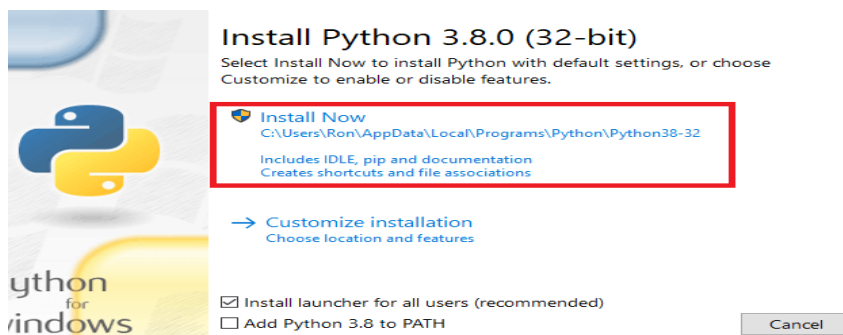 Install Python 3.8.0 (32-bit)
Select Install Now to install Python with default settings, or choose
Customize to enable or disable features.
Install Now
C:\Users\Ron\AppData\Local\Programs\Python\Python38-32
Includes IDLE, pip and documentation
Creates shortcuts and file associations
Customize installation
Choose location and features
ython
for
indows
Install launcher for all users (recommended)
Add Python 3.8 to PATH
Cancel